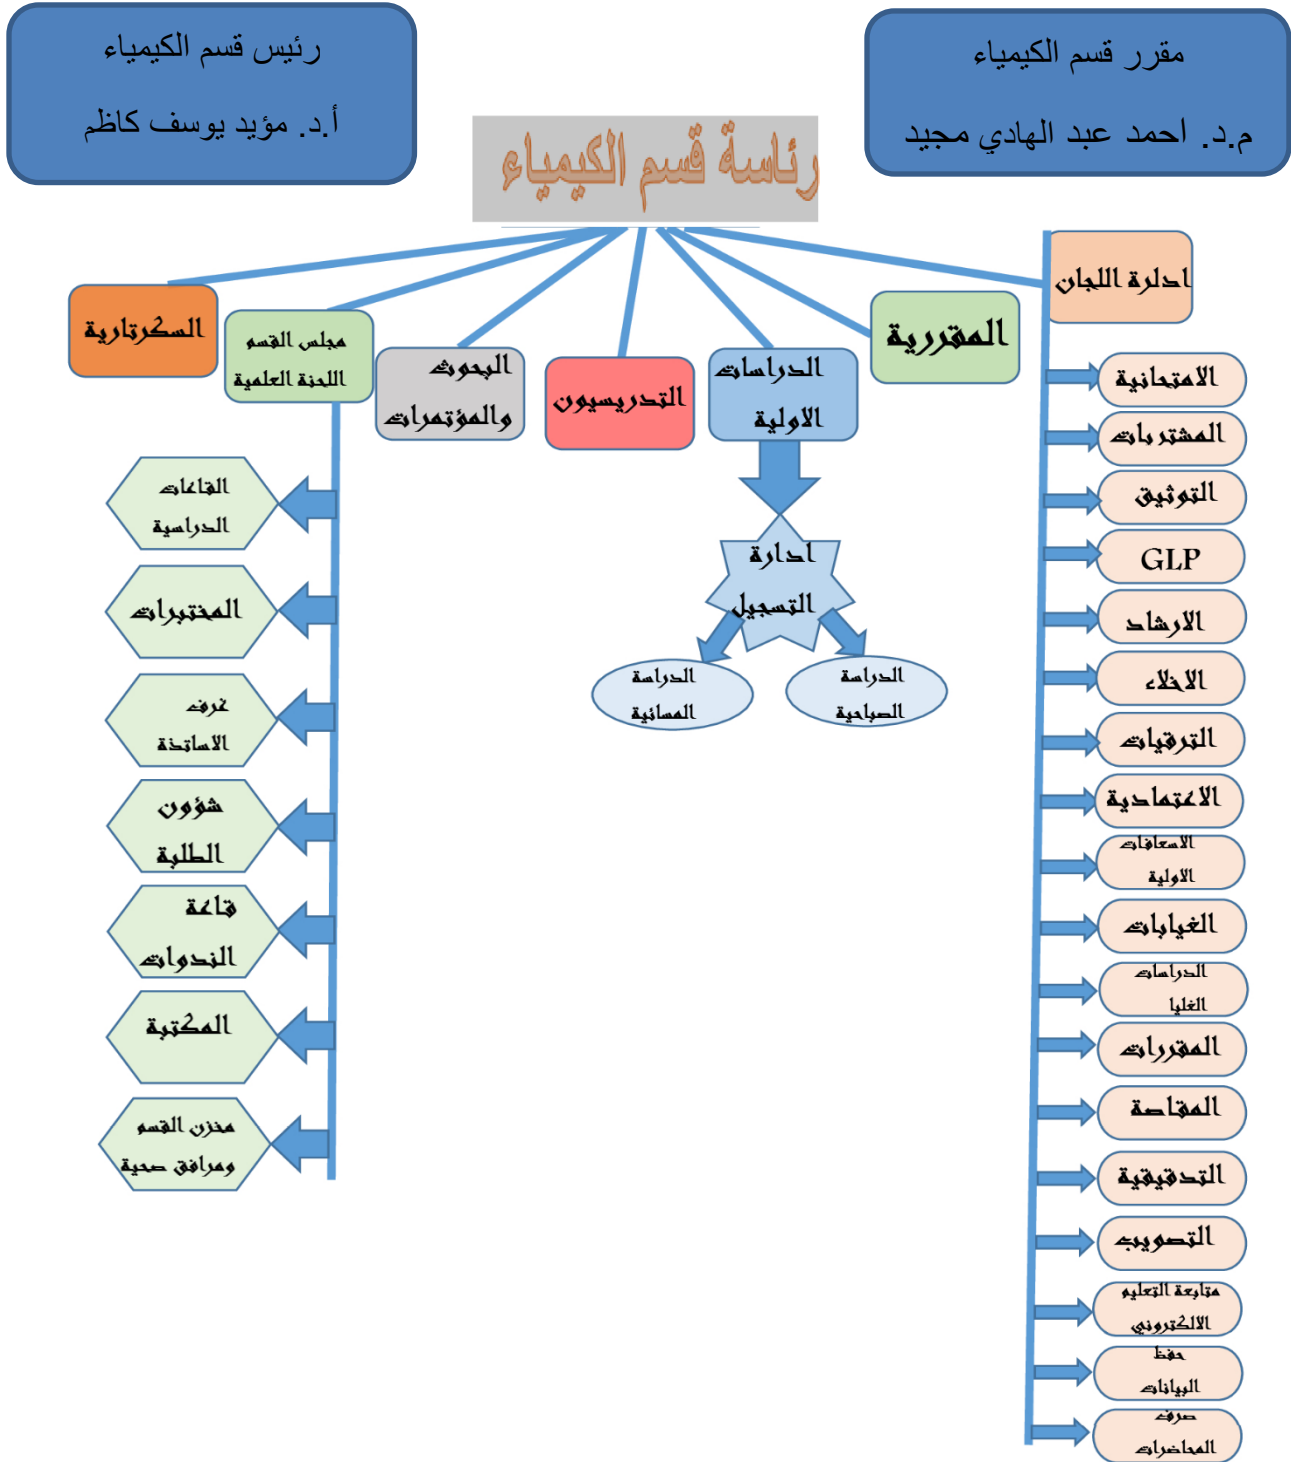 مقرر قسم الكيمياء
م.د. احمد عبد الهادي مجيد
رئيس قسم الكيمياء
أ.د. مؤيد يوسف كاظم
رئاسة قسم الكيمياء
ادلرة اللجان
المقررية
الدراسات
الاولية
التدريسيون
البحوث
والمؤتمرات
مجلس القسم
اللحنة العلمية
السكرتارية
الامتحانية
المشتريات
التوثيق
GLP
الارشاد
الاخلاء
الترقيات
الاعتمادية
الاسعافات
الاولية
الغيابات
الدراسات
الغليا
المقررات
المقاصة
التدقيقية
التصويب
متابعة التعليم
الالكتروني
حفظ
البيانات
صرف
المحاضرات
ادارة
التسجيل
الدراسة
الصباحية
الدراسة
المسائية
القاعات
الدراسية
المختبرات
غرف
الاساتذة
شؤون
الطلبة
قاعة
الندوات
المكتبة
مخزن القسم
ومرافق صحية